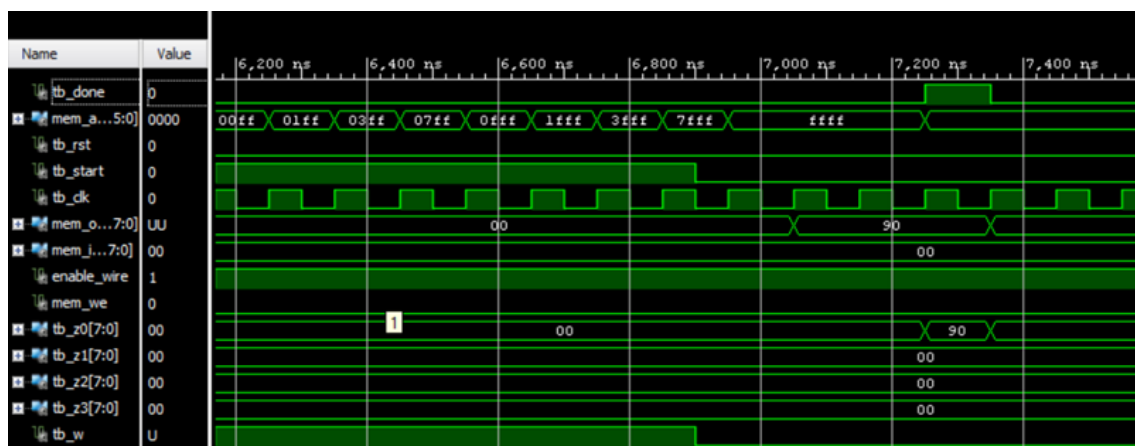 Name Value
6,200 ns 6,400 ns 6,600 ns 6,800 ns 7,000 ns 7,200 ns 7,400 ns
tb_done 0
mem_a...5:0] 0000 00ff 01ff 03ff 07ff 0fff 1fff 3fff 7fff ffff
tb_rst 0
tb_start 0
tb_clk 0
mem_o...7:0] UU 00 90
mem_i...7:0] 00 00
enable_wire 1
mem_we 0
1
tb_z0[7:0] 00 00 90
tb_z1[7:0] 00 00
tb_z2[7:0] 00 00
tb_z3[7:0] 00 00
tb_w U